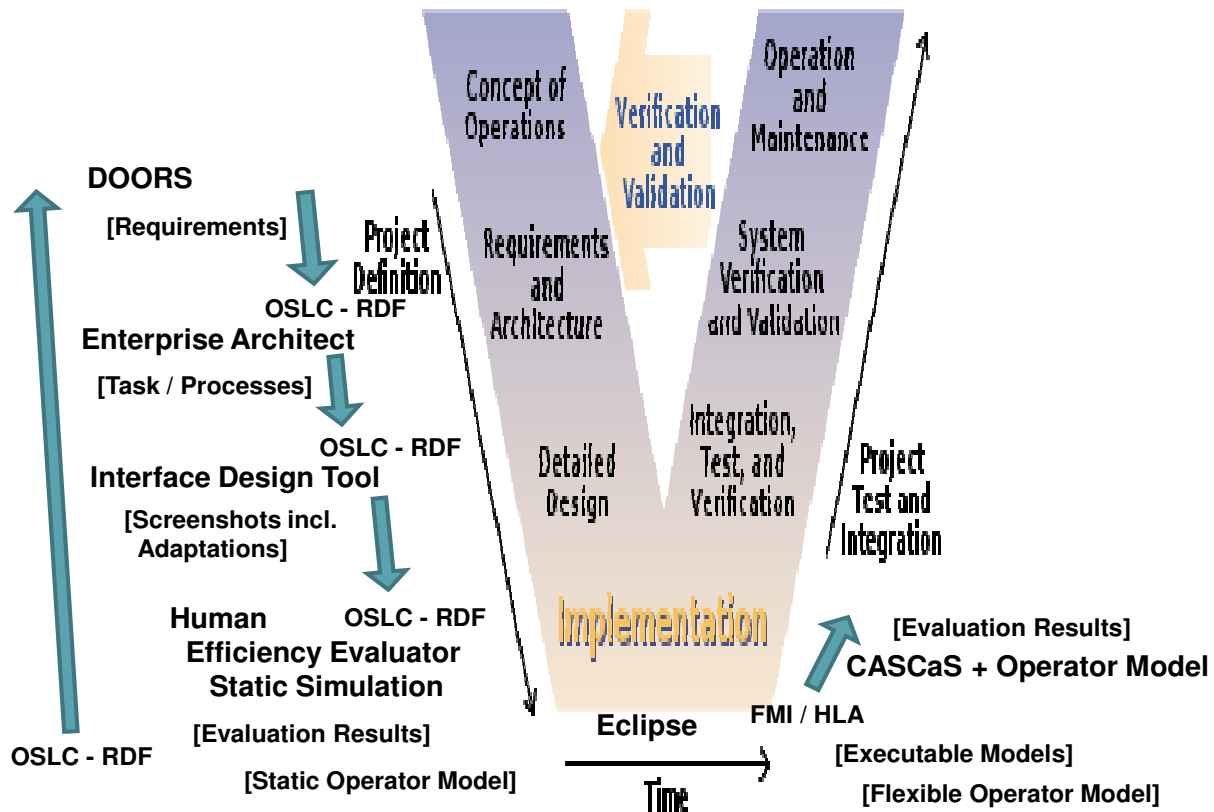 Concept of
Operations
Verification
and
Validation
Operation
and
Maintenance
DOORS
[Requirements]
Project
Definition
Requirements
and
Architecture
System
Verification
and Validation
OSLC - RDF
Enterprise Architect
[Task / Processes]
OSLC - RDF
Interface Design Tool
[Screenshots incl.
Adaptations]
Detailed
Design
Integration,
Test, and
Verification
Project
Test and
Integration
OSLC - RDF
Human
Efficiency Evaluator
Static Simulation
Implementation
[Evaluation Results]
CASCaS + Operator Model
Eclipse
FMI / HLA
[Evaluation Results]
OSLC - RDF
[Static Operator Model]
Time
[Executable Models]
[Flexible Operator Model]